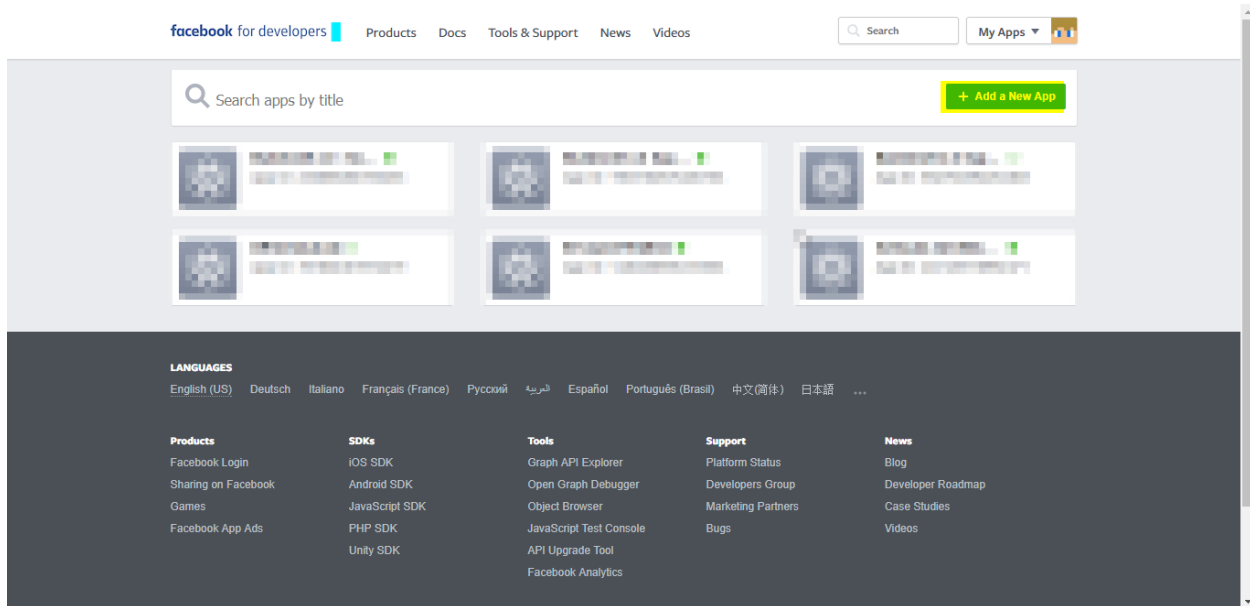 facebook for developers Products Docs Tools & Support News Videos Search My Apps ▼
Search apps by title + Add a New App
LANGUAGES
English (US) Deutsch Italiano Français (France) Русский العربية Español Português (Brasil) 中文(简体) 日本語 ...
Products SDKs Tools Support News
Facebook Login iOS SDK Graph API Explorer Platform Status Blog
Sharing on Facebook Android SDK Open Graph Debugger Developers Group Developer Roadmap
Games JavaScript SDK Object Browser Marketing Partners Case Studies
Facebook App Ads PHP SDK JavaScript Test Console Bugs Videos
Unity SDK API Upgrade Tool
Facebook Analytics